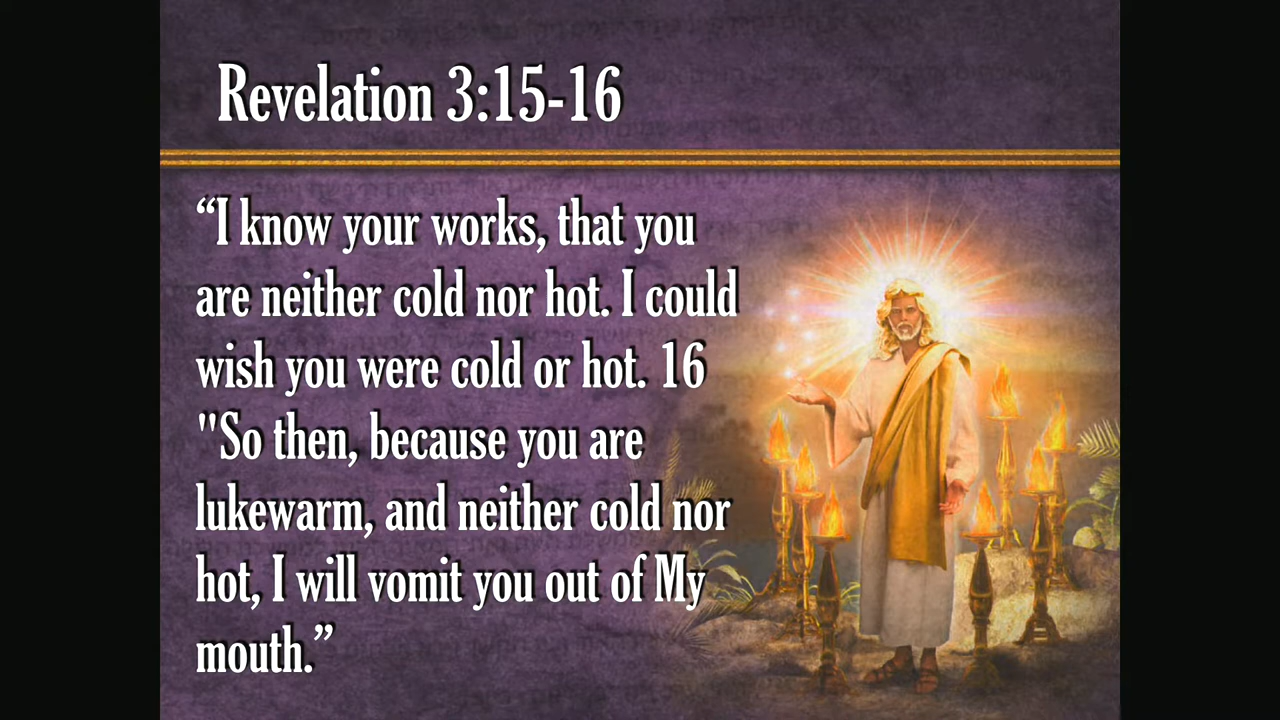 Revelation 3:15-16
“I know your works, that you
are neither cold nor hot. I could
wish you were cold or hot. 16
"So then, because you are
lukewarm, and neither cold nor
hot, I will vomit you out of My
mouth.”